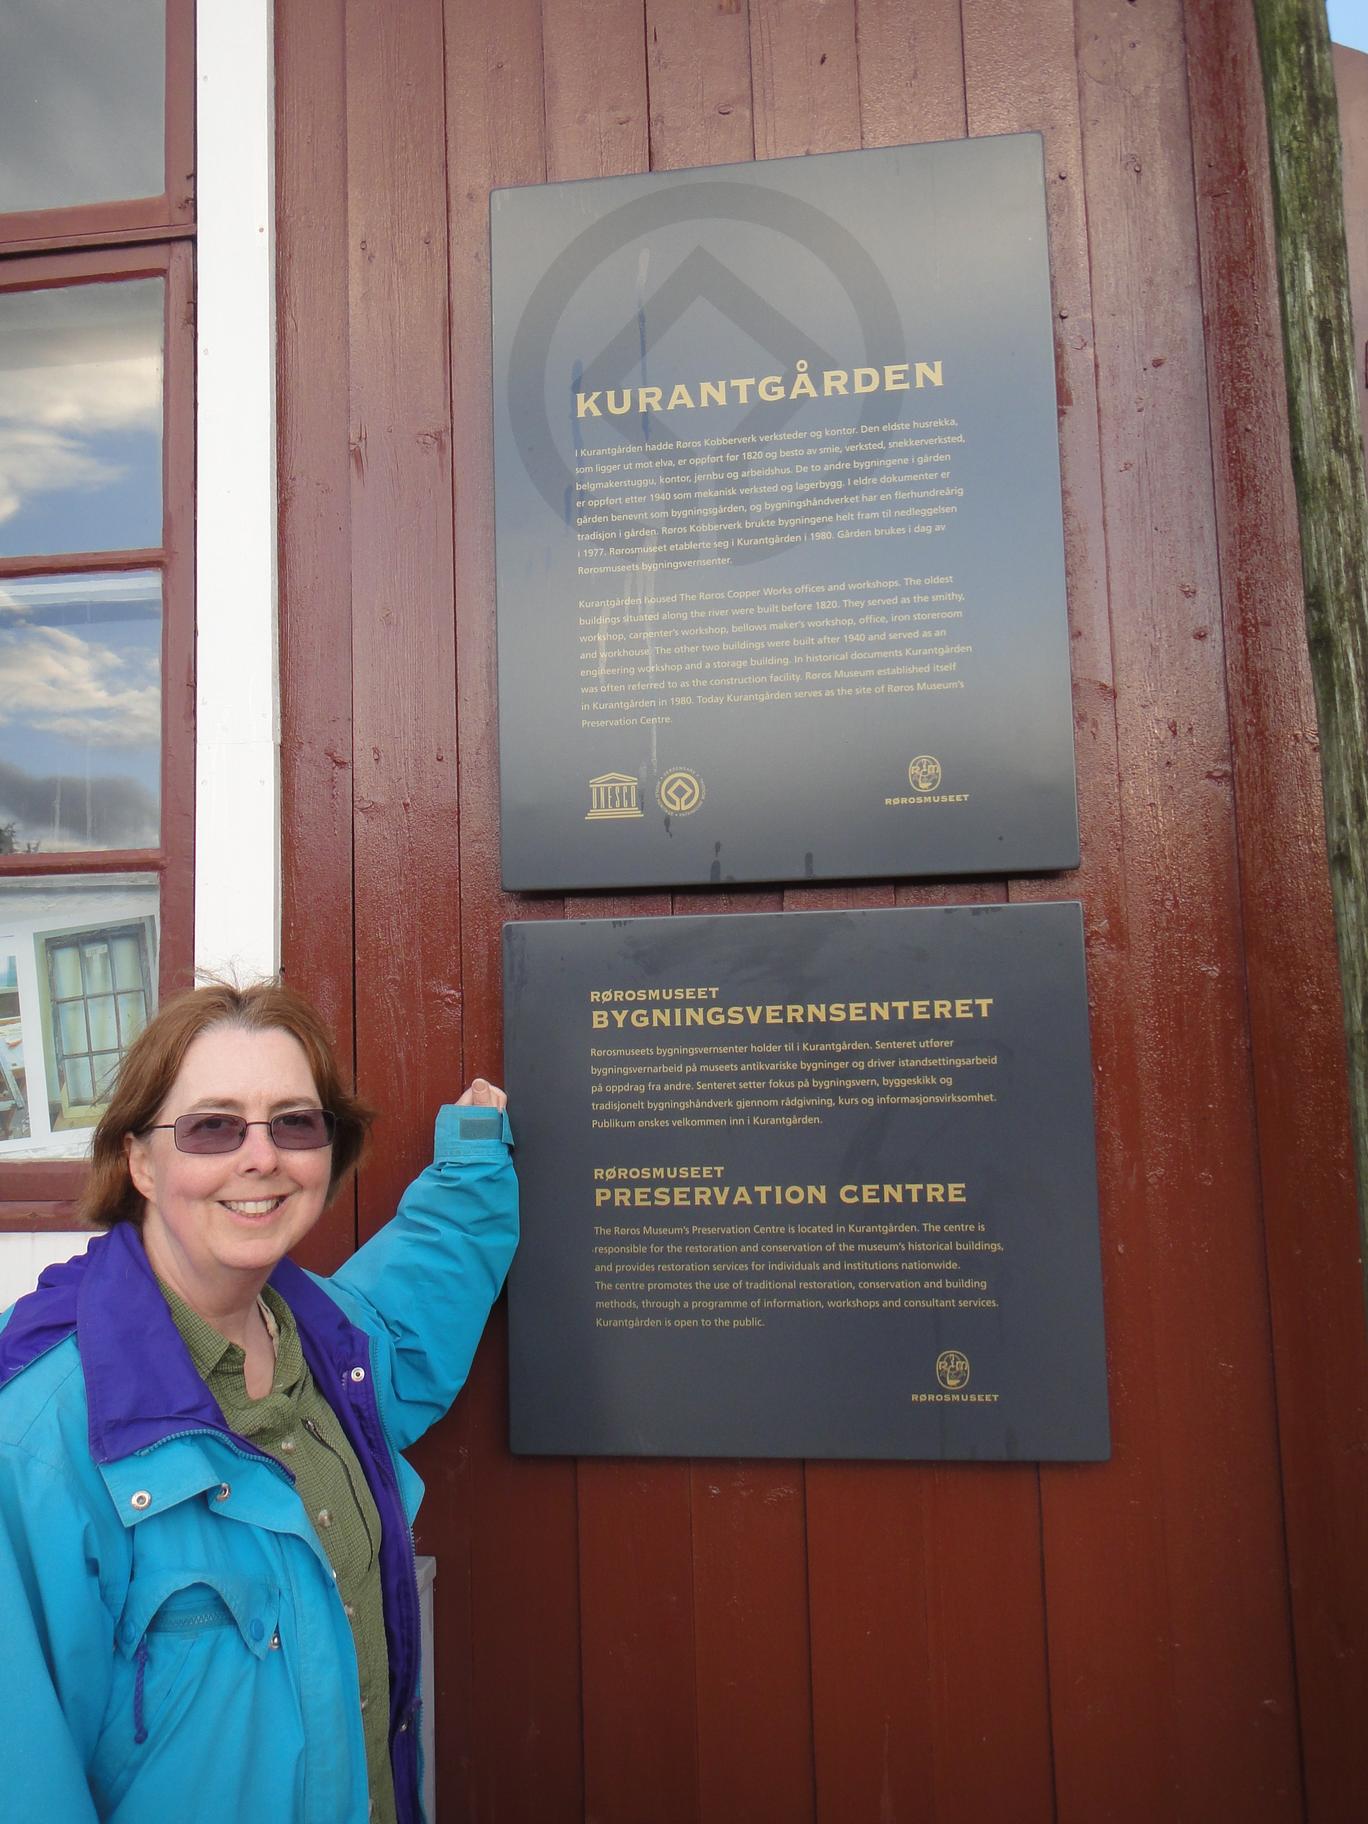 KURANTGÅRDEN
I Kurantgården hadde Røros Kobberverk verksteder og kontor. Den eldste husrekka,
som ligger ut mot elva, er oppført før 1820 og besto av smie, verksted, snekkerverksted,
belgmakerstuggu, kontor, jernbu og arbeidshus. De to andre bygningene i gården
er oppført etter 1940 som mekanisk verksted og lagerbygg. I eldre dokumenter er
gården benevnt som bygningsgården, og bygningshåndverket har en flerhundreårig
tradisjon i gården. Røros Kobberverk brukte bygningene helt fram til nedleggelsen
i 1977. Rørosmuseet etablerte seg i Kurantgården i 1980. Gården brukes i dag av
Rørosmuseets bygningsvernsenter.
Kurantgården housed The Røros Copper Works offices and workshops. The oldest
buildings situated along the river were built before 1820. They served as the smithy,
workshop, carpenter's workshop, bellows maker's workshop, office, iron storeroom
and workhouse. The other two buildings were built after 1940 and served as an
engineering workshop and a storage building. In historical documents Kurantgården
was often referred to as the construction facility. Røros Museum established itself
in Kurantgården in 1980. Today Kurantgården serves as the site of Røros Museum's
Preservation Centre.
UNESCO
RØROSMUSEET
RØROSMUSEET
BYGNINGSVERNSENTERET
Rørosmuseets bygningsvernsenter holder til i Kurantgården. Senteret utfører
bygningsvernarbeid på museets antikvariske bygninger og driver istandsettingsarbeid
på oppdrag fra andre. Senteret setter fokus på bygningsvern, byggeskikk og
tradisjonelt bygningshåndverk gjennom rådgivning, kurs og informasjonsvirksomhet.
Publikum ønskes velkommen inn i Kurantgården.
RØROSMUSEET
PRESERVATION CENTRE
The Røros Museum's Preservation Centre is located in Kurantgården. The centre is
responsible for the restoration and conservation of the museum's historical buildings,
and provides restoration services for individuals and institutions nationwide.
The centre promotes the use of traditional restoration, conservation and building
methods, through a programme of information, workshops and consultant services.
Kurantgården is open to the public.
RØROSMUSEET